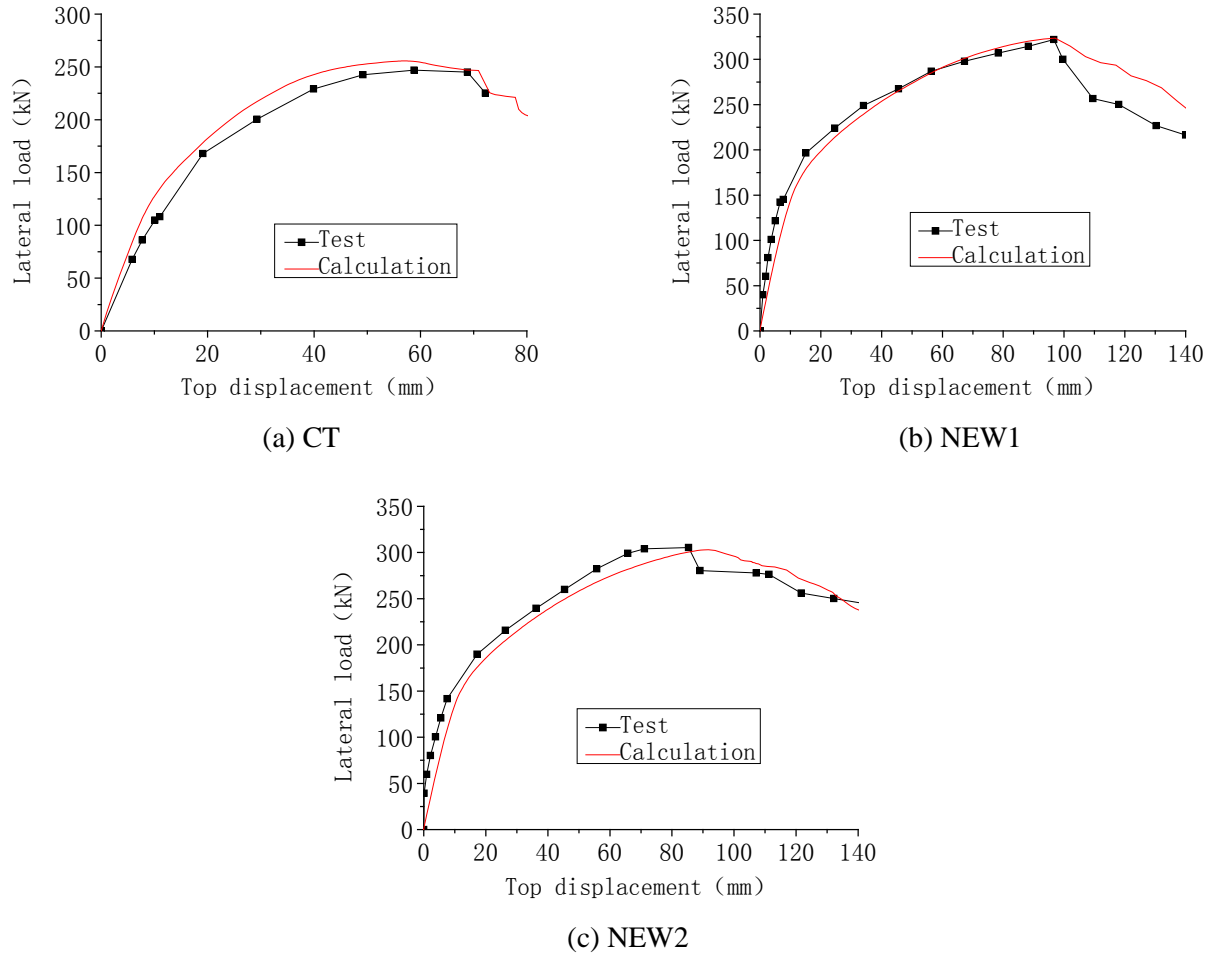 300
250
200
150
100
50
0
0 20 40 60 80
Lateral load (kN)
Top displacement (mm)
Test
Calculation
(a) CT
350
300
250
200
150
100
50
0
0 20 40 60 80 100 120 140
Lateral load (kN)
Top displacement (mm)
Test
Calculation
(b) NEW1
350
300
250
200
150
100
50
0
0 20 40 60 80 100 120 140
Lateral load (kN)
Top displacement (mm)
Test
Calculation
(c) NEW2